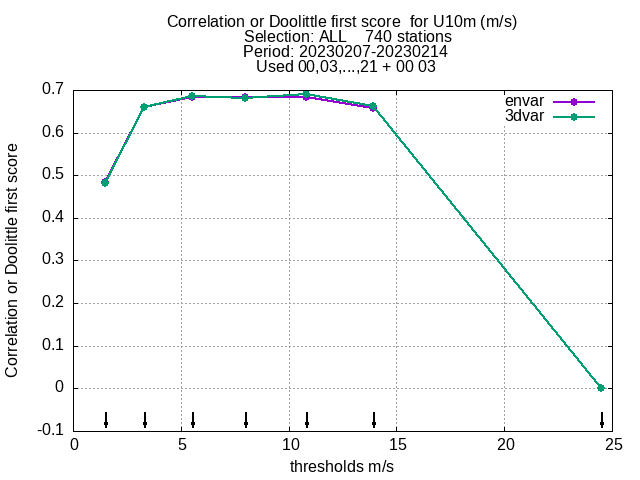 Correlation or Doolittle first score  for U10m (m/s)
Selection: ALL    740 stations
Period: 20230207-20230214
Used 00,03,...,21 + 00 03
envar
3dvar
Correlation or Doolittle first score
0.7
0.6
0.5
0.4
0.3
0.2
0.1
0
-0.1
0 5 10 15 20 25
thresholds m/s